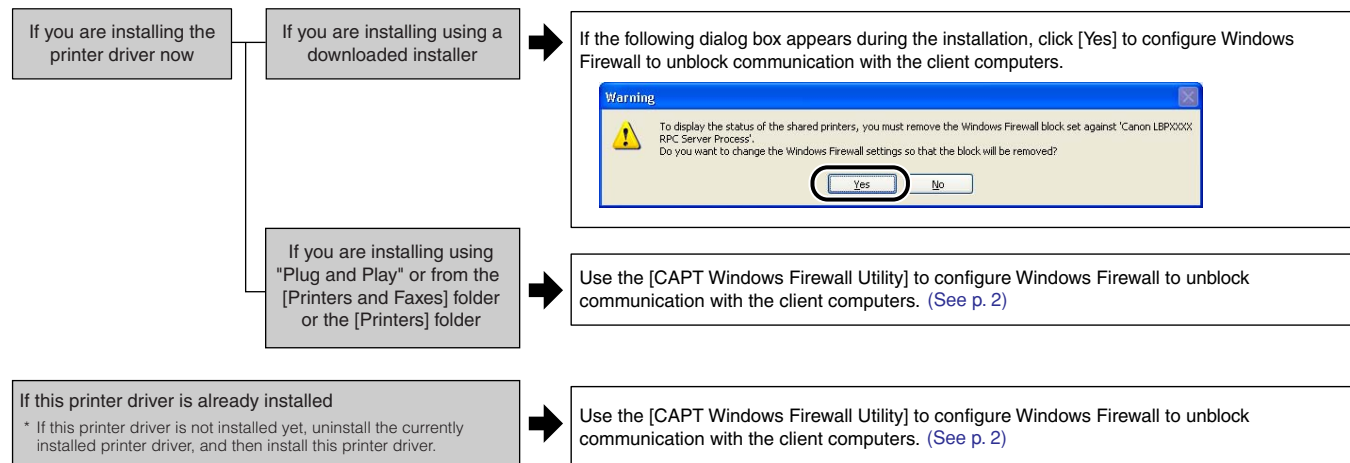 If you are installing the
printer driver now
If you are installing using a
downloaded installer
If the following dialog box appears during the installation, click [Yes] to configure Windows
Firewall to unblock communication with the client computers.
Warning
To display the status of the shared printers, you must remove the Windows Firewall block set against 'Canon LBPXXXX
RPC Server Process'.
Do you want to change the Windows Firewall settings so that the block will be removed?
Yes
No
If you are installing using
"Plug and Play" or from the
[Printers and Faxes] folder
or the [Printers] folder
Use the [CAPT Windows Firewall Utility] to configure Windows Firewall to unblock
communication with the client computers. (See p. 2)
If this printer driver is already installed
* If this printer driver is not installed yet, uninstall the currently
installed printer driver, and then install this printer driver.
Use the [CAPT Windows Firewall Utility] to configure Windows Firewall to unblock
communication with the client computers. (See p. 2)